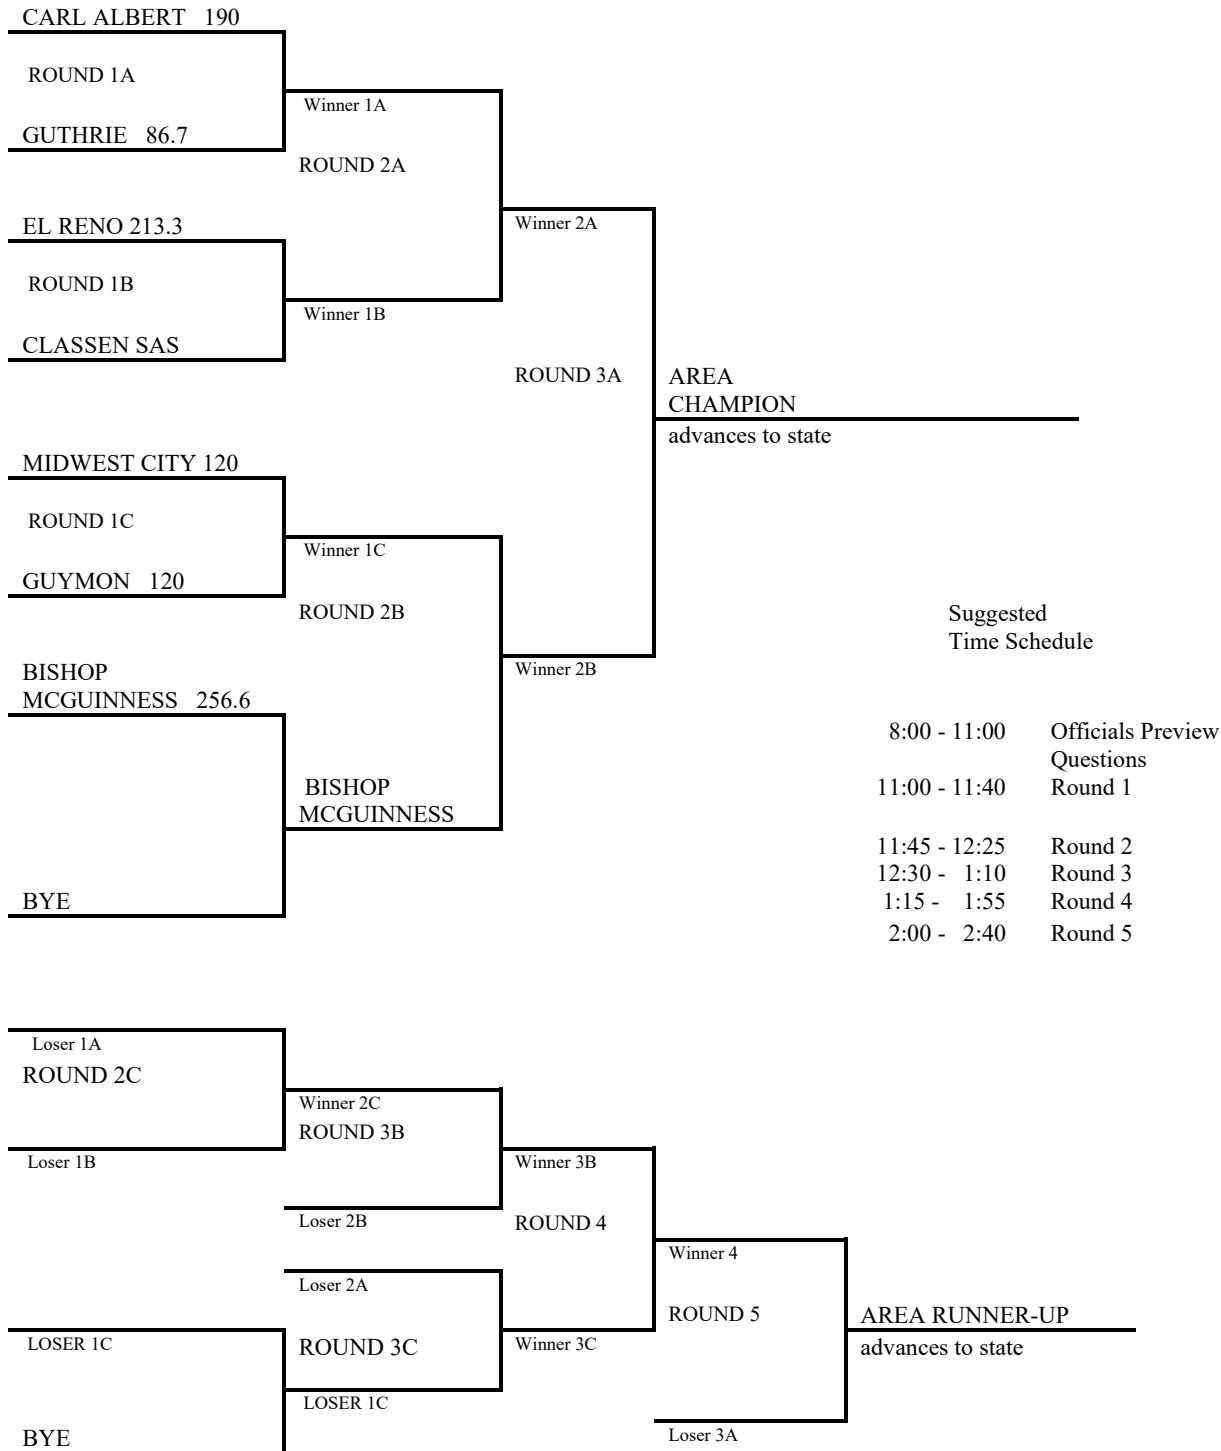 CARL ALBERT 190
ROUND 1A
Winner 1A
GUTHRIE 86.7
ROUND 2A
EL RENO 213.3
Winner 2A
ROUND 1B
Winner 1B
CLASSEN SAS
ROUND 3A
AREA
CHAMPION
advances to state
MIDWEST CITY 120
ROUND 1C
Winner 1C
GUYMON 120
ROUND 2B
Suggested
Time Schedule
BISHOP
MCGUINNESS 256.6
Winner 2B
8:00 - 11:00 Officials Preview
Questions
BISHOP
MCGUINNESS
11:00 - 11:40 Round 1
11:45 - 12:25 Round 2
12:30 - 1:10 Round 3
1:15 - 1:55 Round 4
2:00 - 2:40 Round 5
BYE
Loser 1A
ROUND 2C
Winner 2C
ROUND 3B
Loser 1B
Winner 3B
Loser 2B
ROUND 4
Winner 4
Loser 2A
ROUND 5
AREA RUNNER-UP
advances to state
LOSER 1C
ROUND 3C
Winner 3C
LOSER 1C
BYE
Loser 3A